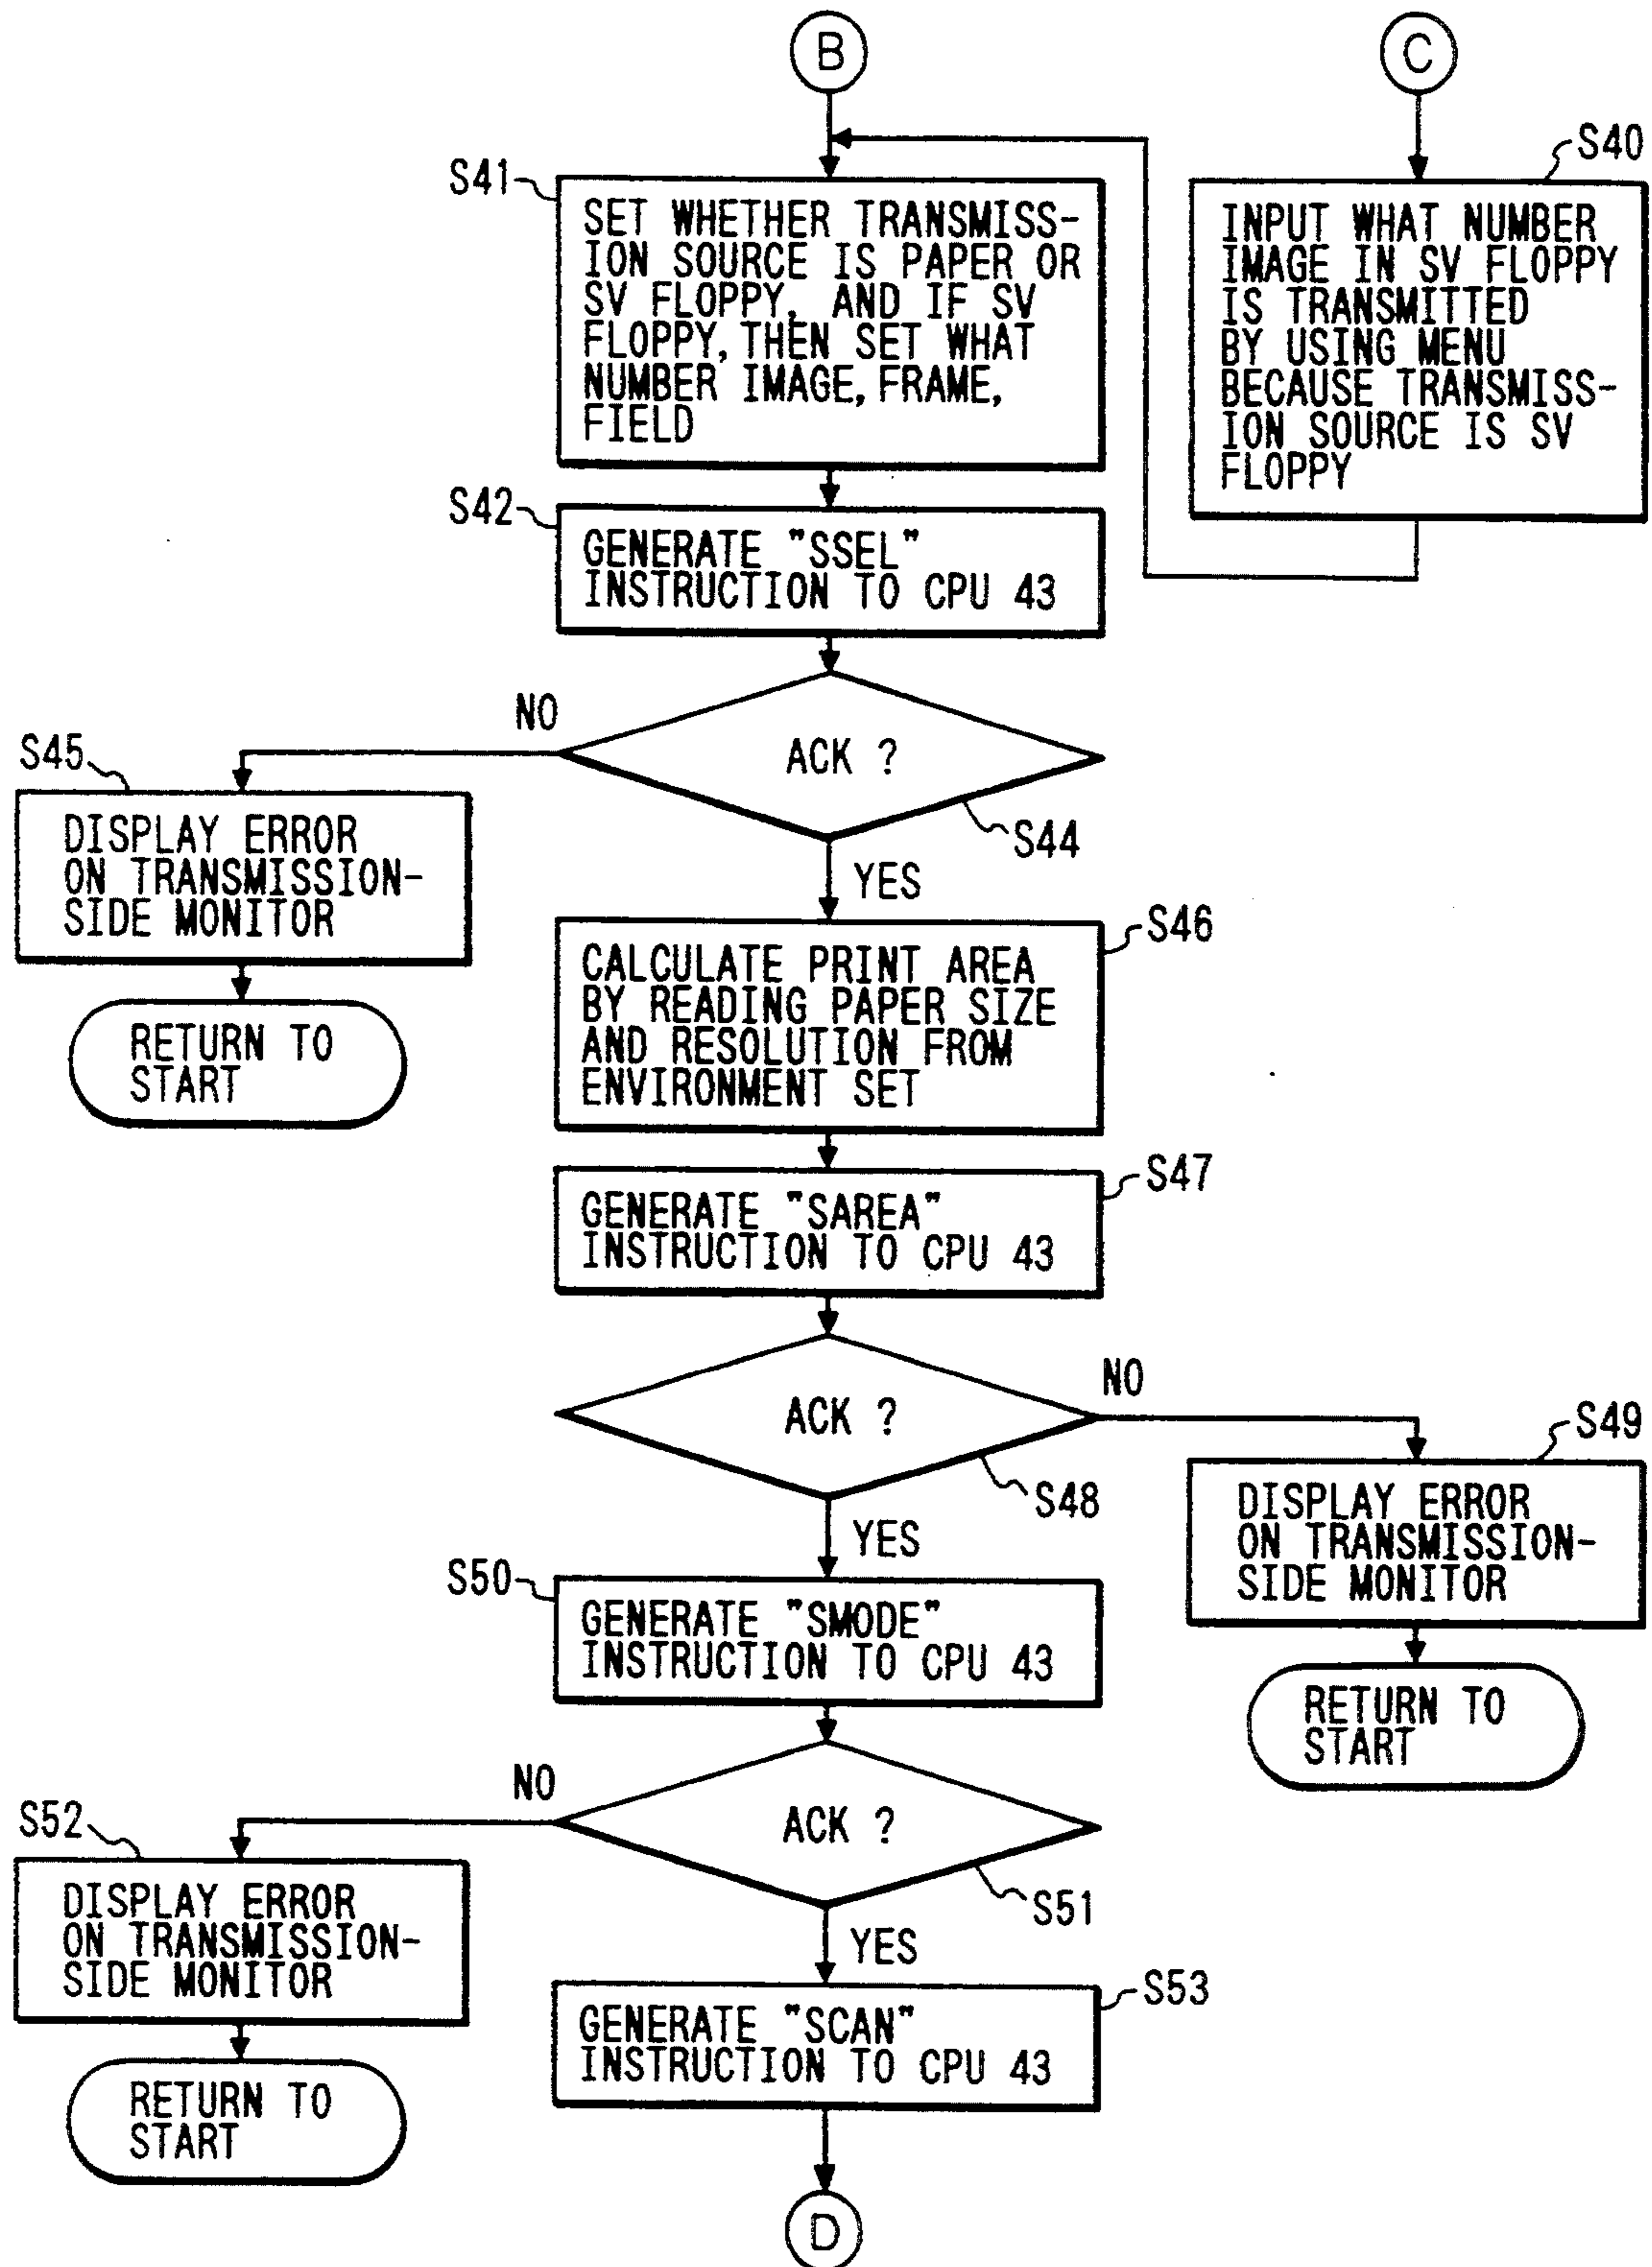 B
C
S40
INPUT WHAT NUMBER
IMAGE IN SV FLOPPY
IS TRANSMITTED
BY USING MENU
BECAUSE TRANSMISS-
ION SOURCE IS SV
FLOPPY
S41
SET WHETHER TRANSMISS-
ION SOURCE IS PAPER OR
SV FLOPPY, AND IF SV
FLOPPY, THEN SET WHAT
NUMBER IMAGE, FRAME,
FIELD
S42
GENERATE "SSEL"
INSTRUCTION TO CPU 43
NO
ACK ?
S44
S45
DISPLAY ERROR
ON TRANSMISSION-
SIDE MONITOR
RETURN TO
START
YES
S46
CALCULATE PRINT AREA
BY READING PAPER SIZE
AND RESOLUTION FROM
ENVIRONMENT SET
S47
GENERATE "SAREA"
INSTRUCTION TO CPU 43
ACK ?
NO
S48
S49
DISPLAY ERROR
ON TRANSMISSION-
SIDE MONITOR
RETURN TO
START
YES
S50
GENERATE "SMODE"
INSTRUCTION TO CPU 43
NO
ACK ?
S51
S52
DISPLAY ERROR
ON TRANSMISSION-
SIDE MONITOR
RETURN TO
START
YES
S53
GENERATE "SCAN"
INSTRUCTION TO CPU 43
D